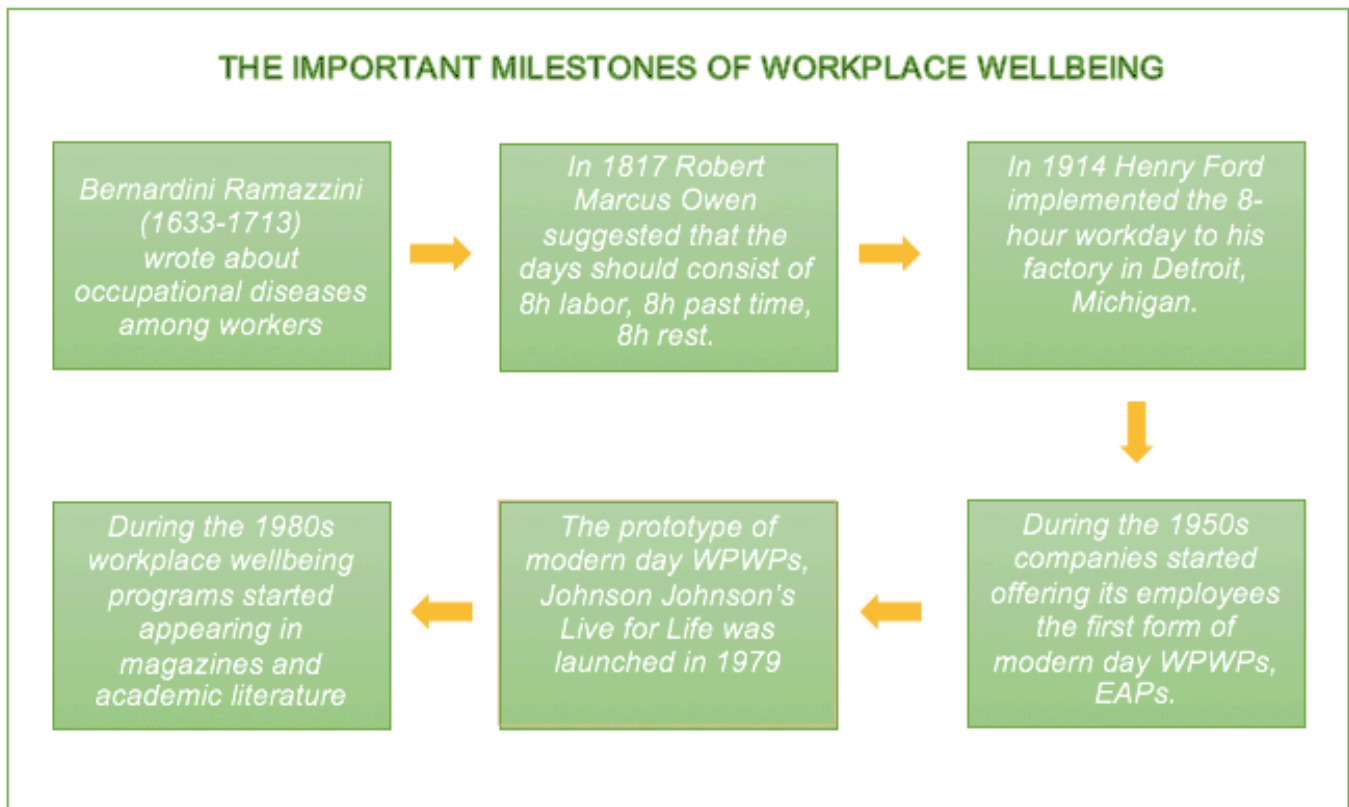 THE IMPORTANT MILESTONES OF WORKPLACE WELLBEING
Bernardini Ramazzini
(1633-1713)
wrote about
occupational diseases
among workers
In 1817 Robert
Marcus Owen
suggested that the
days should consist of
8h labor, 8h past time,
8h rest.
In 1914 Henry Ford
implemented the 8-
hour workday to his
factory in Detroit,
Michigan.
During the 1950s
companies started
offering its employees
the first form of
modern day WPWPs,
EAPs.
The prototype of
modern day WPWPs,
Johnson Johnson's
Live for Life was
launched in 1979
During the 1980s
workplace wellbeing
programs started
appearing in
magazines and
academic literature